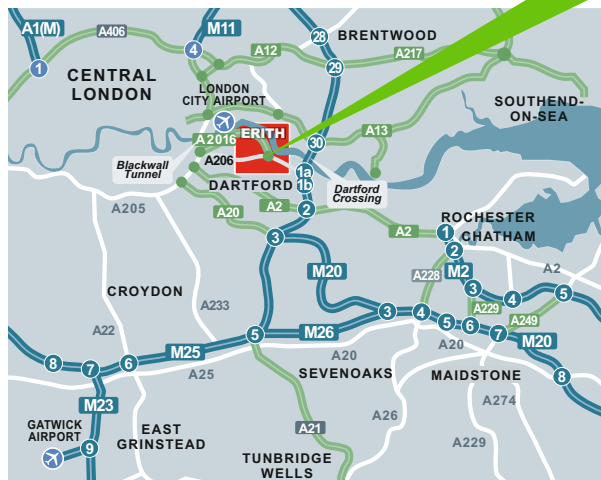 A1(M)
A406
M11
28
BRENTWOOD
4
A12
A217
1
29
CENTRAL
LONDON
LONDON
CITY AIRPORT
SOUTHEND-
ON-SEA
A13
A2016
ERITH
30
Blackwall
Tunnel
A206
1a
1b
DARTFORD
Dartford
Crossing
A205
A20
A2
2
A2
1
ROCHESTER
CHATHAM
3
2
M20
A228
M2
A2
CROYDON
A233
3
A229
4
5
A22
3
4
5
6
A249
7
M20
5
M26
M25
A20
A20
8
7
6
A25
SEVENOAKS
MAIDSTONE
8
M23
A26
A274
GATWICK
AIRPORT
EAST
GRINSTEAD
A21
A229
9
TUNBRIDGE
WELLS